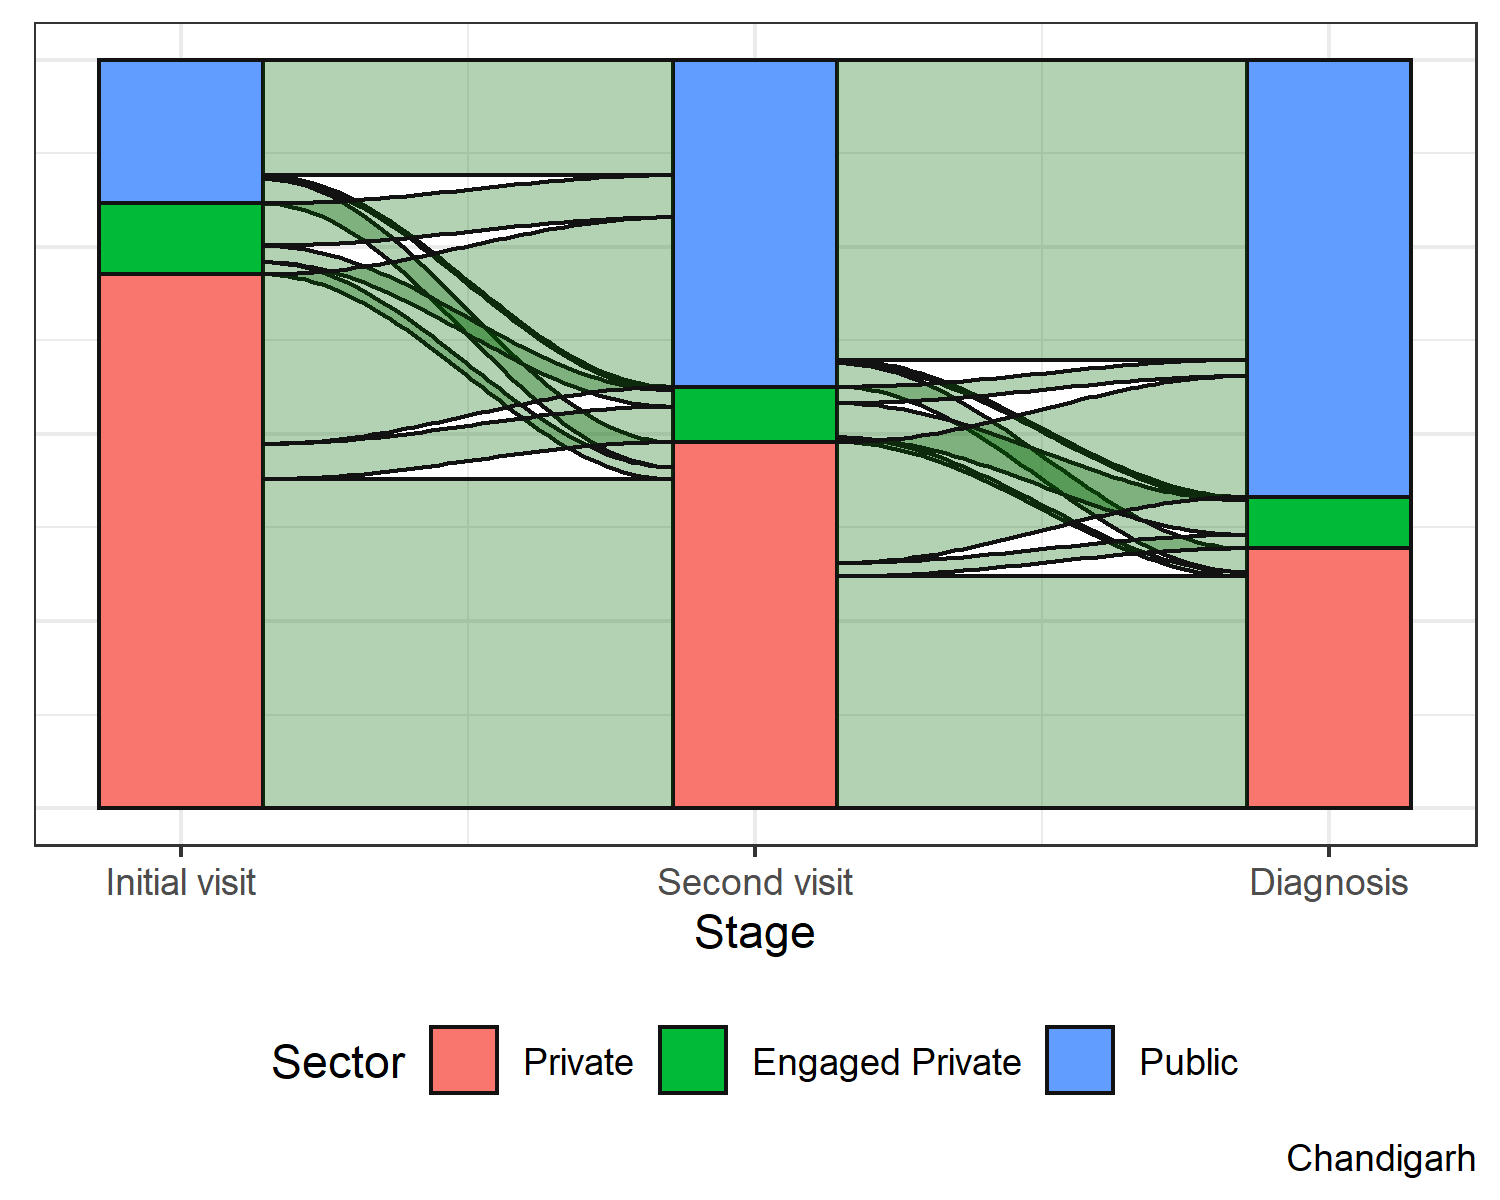 Initial visit Second visit Diagnosis
Stage
Sector Private Engaged Private Public
Chandigarh